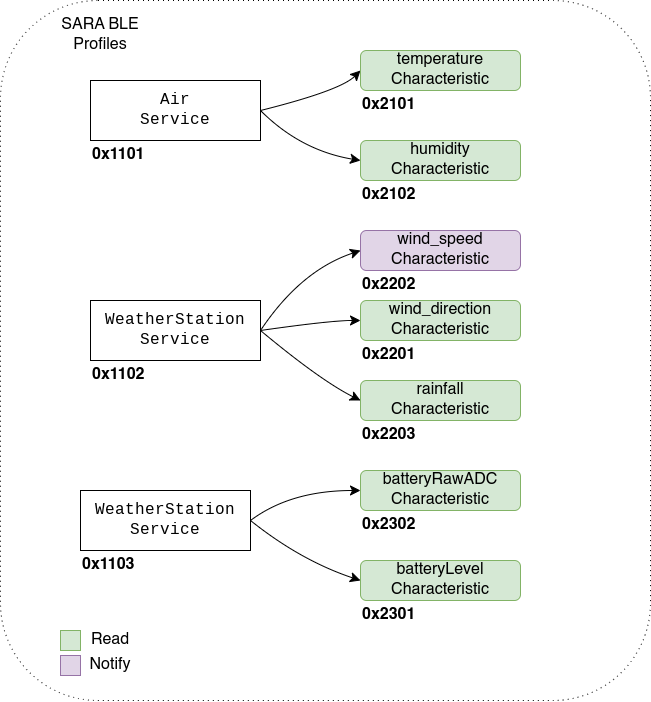 SARA BLE
Profiles
Air
Service
0x1101
temperature
Characteristic
0x2101
humidity
Characteristic
0x2102
WeatherStation
Service
0x1102
wind_speed
Characteristic
0x2202
wind_direction
Characteristic
0x2201
rainfall
Characteristic
0x2203
WeatherStation
Service
0x1103
batteryRawADC
Characteristic
0x2302
batteryLevel
Characteristic
0x2301
Read
Notify